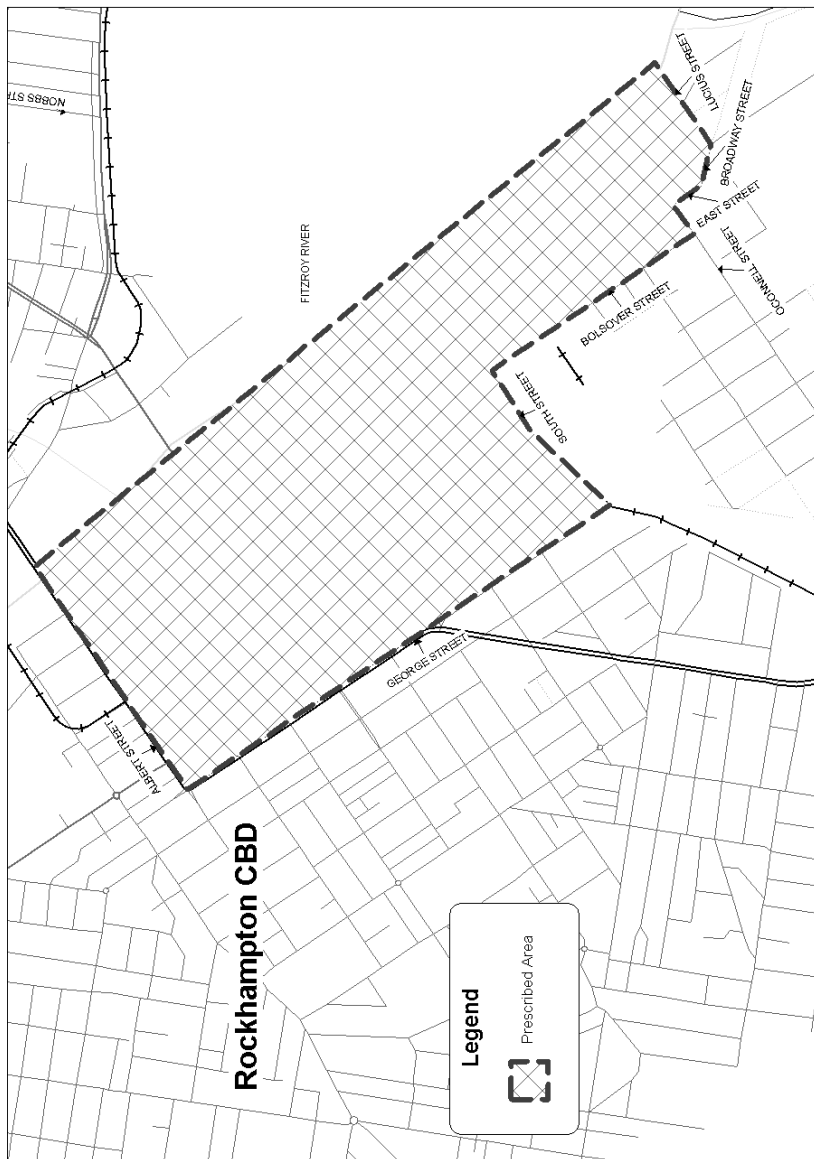 Rockhampton CBD
NOBBS STR
FITZROY RIVER
LUCIUS STREET
BROADWAY STREET
EAST STREET
OCONNELL STREET
BOLSOVER STREET
SOUTH STREET
GEORGE STREET
ALBERT STREET
Legend
Prescribed Area